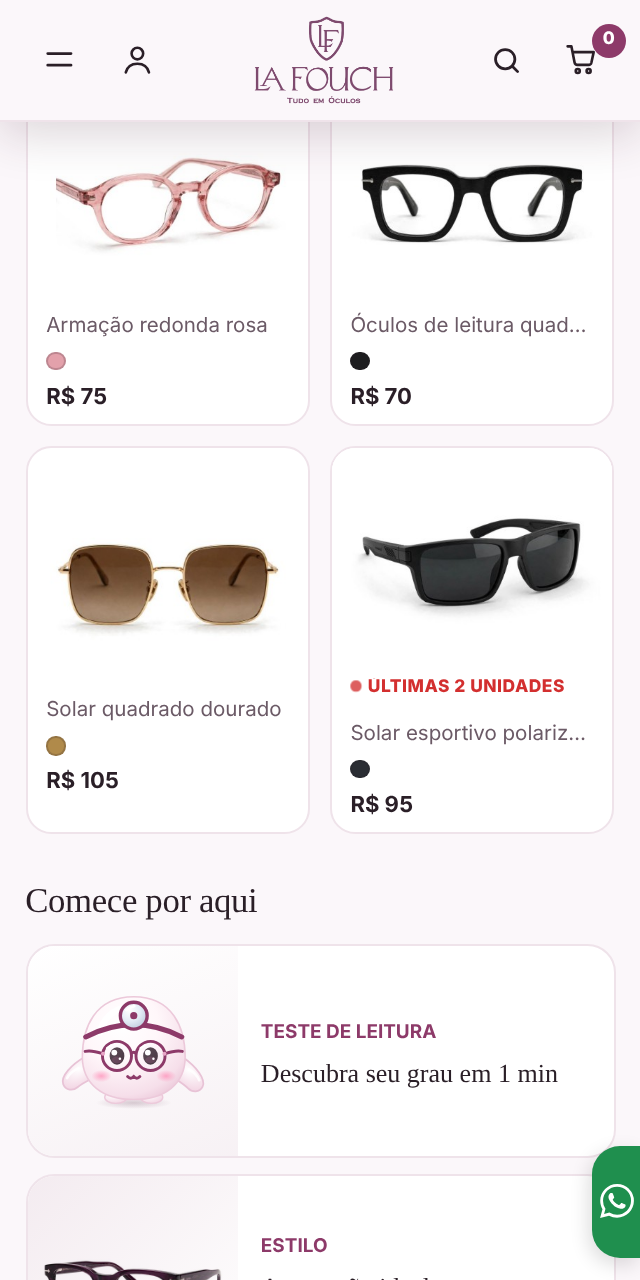 LF
LA FOUCH
TUDO EM ÓCULOS
0
Armação redonda rosa
R$ 75
Óculos de leitura quad...
R$ 70
Solar quadrado dourado
R$ 105
ULTIMAS 2 UNIDADES
Solar esportivo polariz...
R$ 95
Comece por aqui
TESTE DE LEITURA
Descubra seu grau em 1 min
ESTILO